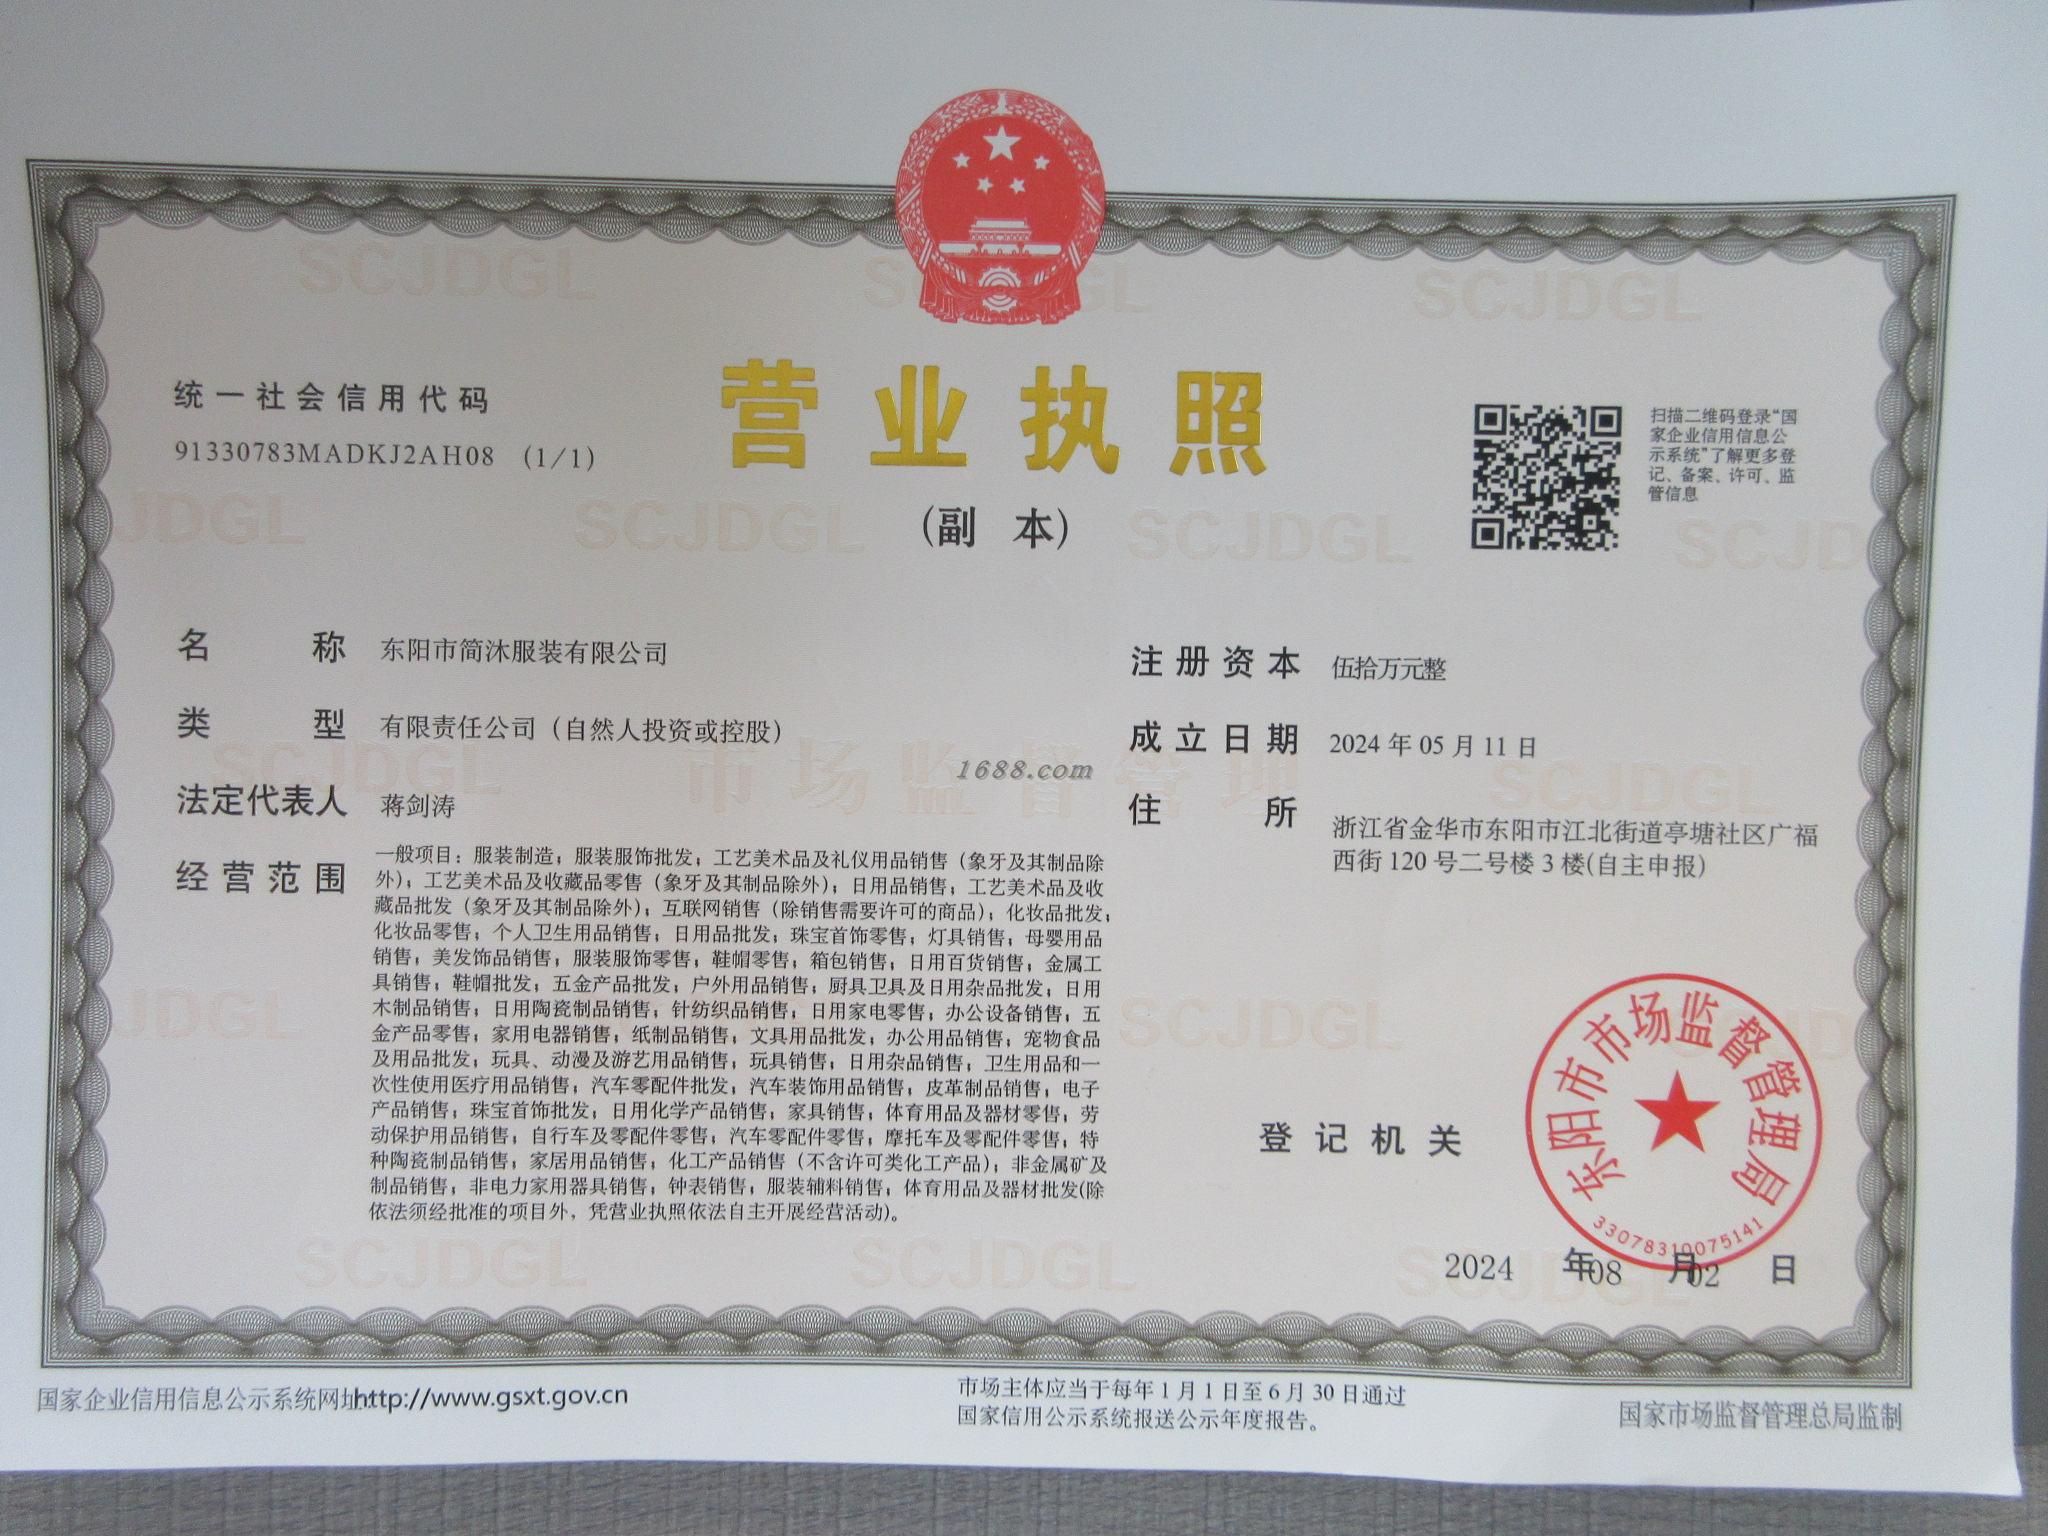 营业执照
(副 本)
统一社会信用代码
91330783MADKJ2AH08 (1/1)
扫描二维码登录“国
家企业信用信息公
示系统”了解更多登
记、备案、许可、监
管信息
名 称 东阳市简沐服装有限公司
类 型 有限责任公司（自然人投资或控股）
法定代表人 蒋剑涛
经营范围 一般项目：服装制造；服装服饰批发；工艺美术品及礼仪用品销售（象牙及其制品除
外）；工艺美术品及收藏品零售（象牙及其制品除外）；日用品销售；工艺美术品及收
藏品批发（象牙及其制品除外）；互联网销售（除销售需要许可的商品）；化妆品批发；
化妆品零售；个人卫生用品销售；日用品批发；珠宝首饰零售；灯具销售；母婴用品
销售；美发饰品销售；服装服饰零售；鞋帽零售；箱包销售；日用百货销售；金属工
具销售；鞋帽批发；五金产品批发；户外用品销售；厨具卫具及日用杂品批发；日用
木制品销售；日用陶瓷制品销售；针纺织品销售；日用家电零售；办公设备销售；五
金产品零售；家用电器销售；纸制品销售；文具用品批发；办公用品销售；宠物食品
及用品批发；玩具、动漫及游艺用品销售；玩具销售；日用杂品销售；卫生用品和一
次性使用医疗用品销售；汽车零配件批发；汽车装饰用品销售；皮革制品销售；电子
产品销售；珠宝首饰批发；日用化学产品销售；家具销售；体育用品及器材零售；劳
动保护用品销售；自行车及零配件零售；汽车零配件零售；摩托车及零配件零售；特
种陶瓷制品销售；家居用品销售；化工产品销售（不含许可类化工产品）；非金属矿及
制品销售；非电力家用器具销售；钟表销售；服装辅料销售；体育用品及器材批发(除
依法须经批准的项目外，凭营业执照依法自主开展经营活动)。
注册资本 伍拾万元整
成立日期 2024 年 05 月 11 日
住 所 浙江省金华市东阳市江北街道亭塘社区广福
西街 120 号二号楼 3 楼(自主申报)
1688.com
市场监督管理
SCJDGL
登记机关
东阳市市场监督管理局
33078310075141
2024 年 08 月 02 日
国家企业信用信息公示系统网址http://www.gsxt.gov.cn
市场主体应当于每年 1 月 1 日至 6 月 30 日通过
国家信用公示系统报送公示年度报告。
国家市场监督管理总局监制